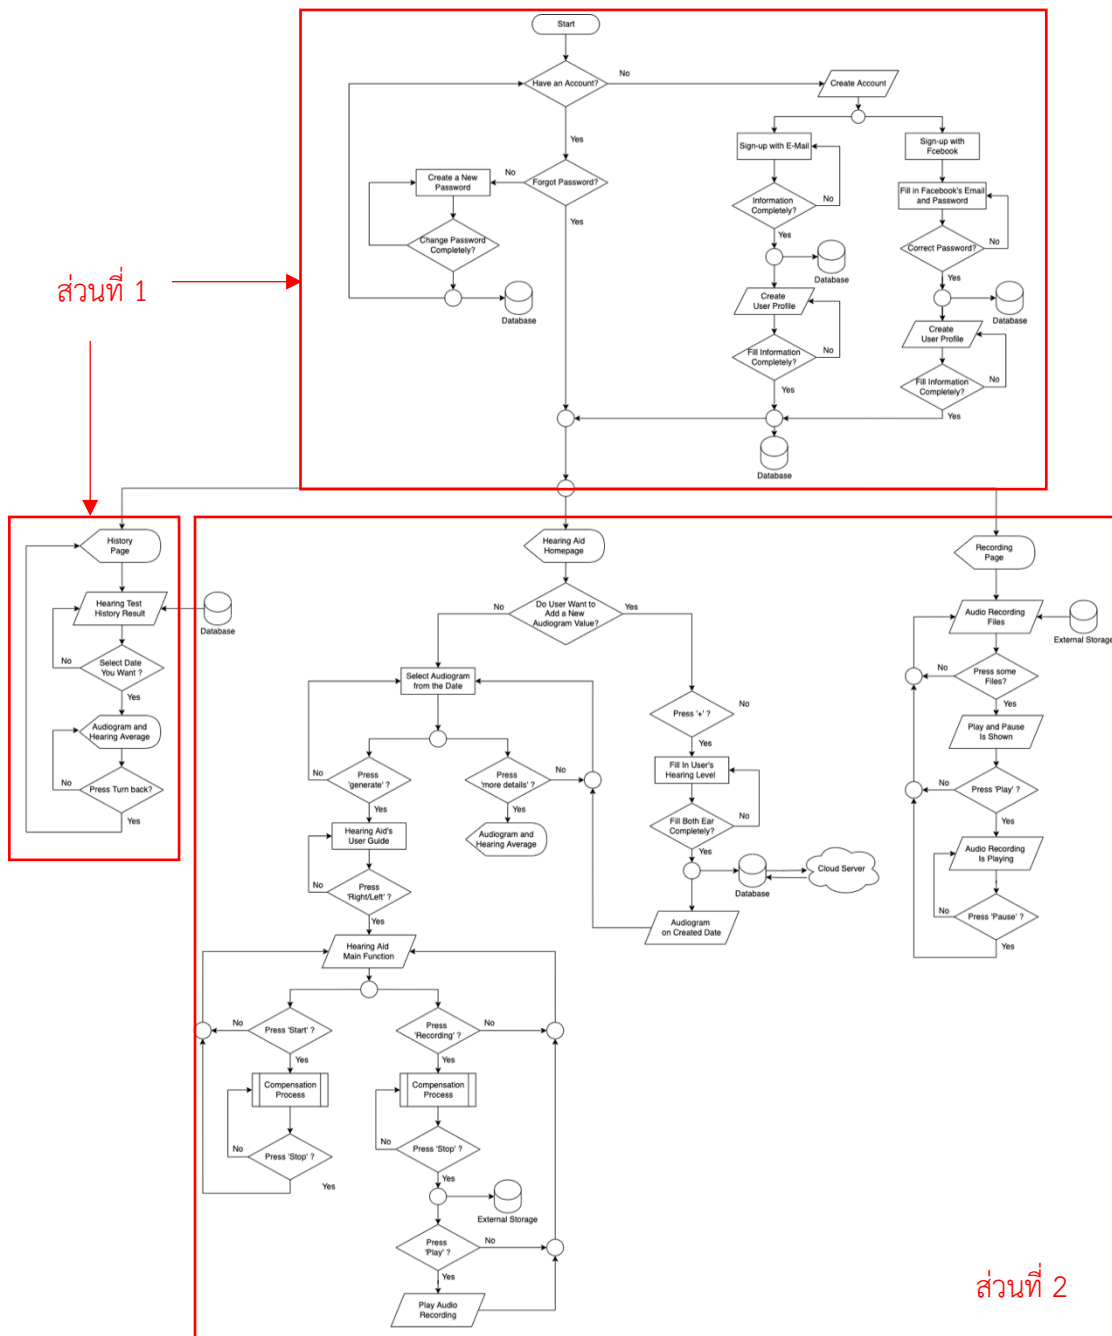 Start
Have an Account?
No
Create Account
Yes
Sign-up with E-Mail
Sign-up with
Fcebook
Create a New
Password
No
Forgot Password?
Yes
Information
Completely?
No
Yes
Fill in Facebook's Email
and Password
Change Password
Completely?
Correct Password?
No
Yes
Database
Database
Database
ส่วนที่ 1
Create
User Profile
Create
User Profile
No
No
Fill Information
Completely?
Yes
Fill Information
Completely?
Yes
Database
History
Page
Hearing Test
History Result
Database
No
Select Date
You Want ?
Yes
Audiogram and
Hearing Average
No
Press Turn back?
Yes
Hearing Aid
Homepage
No
Do User Want to
Add a New
Audiogram Value?
Yes
Select Audiogram
from the Date
Press '+' ?
No
Yes
No
Press
'generate' ?
Yes
Press
'more details' ?
No
Yes
Fill In User's
Hearing Level
Hearing Aid's
User Guide
Audiogram and
Hearing Average
Fill Both Ear
Completely?
No
Yes
No
Press
'Right/Left' ?
Yes
Database
Cloud Server
Audiogram
on Created Date
Hearing Aid
Main Function
No
Press 'Start' ?
Yes
Press
'Recording' ?
No
Yes
Compensation
Process
Compensation
Process
No
Press 'Stop' ?
Yes
No
Press 'Stop' ?
Yes
External Storage
Press
'Play' ?
No
Yes
Play Audio
Recording
Recording
Page
Audio Recording
Files
External Storage
No
Press some
Files?
Yes
Play and Pause
Is Shown
No
Press 'Play' ?
Yes
Audio Recording
Is Playing
No
Press 'Pause' ?
Yes
ส่วนที่ 2